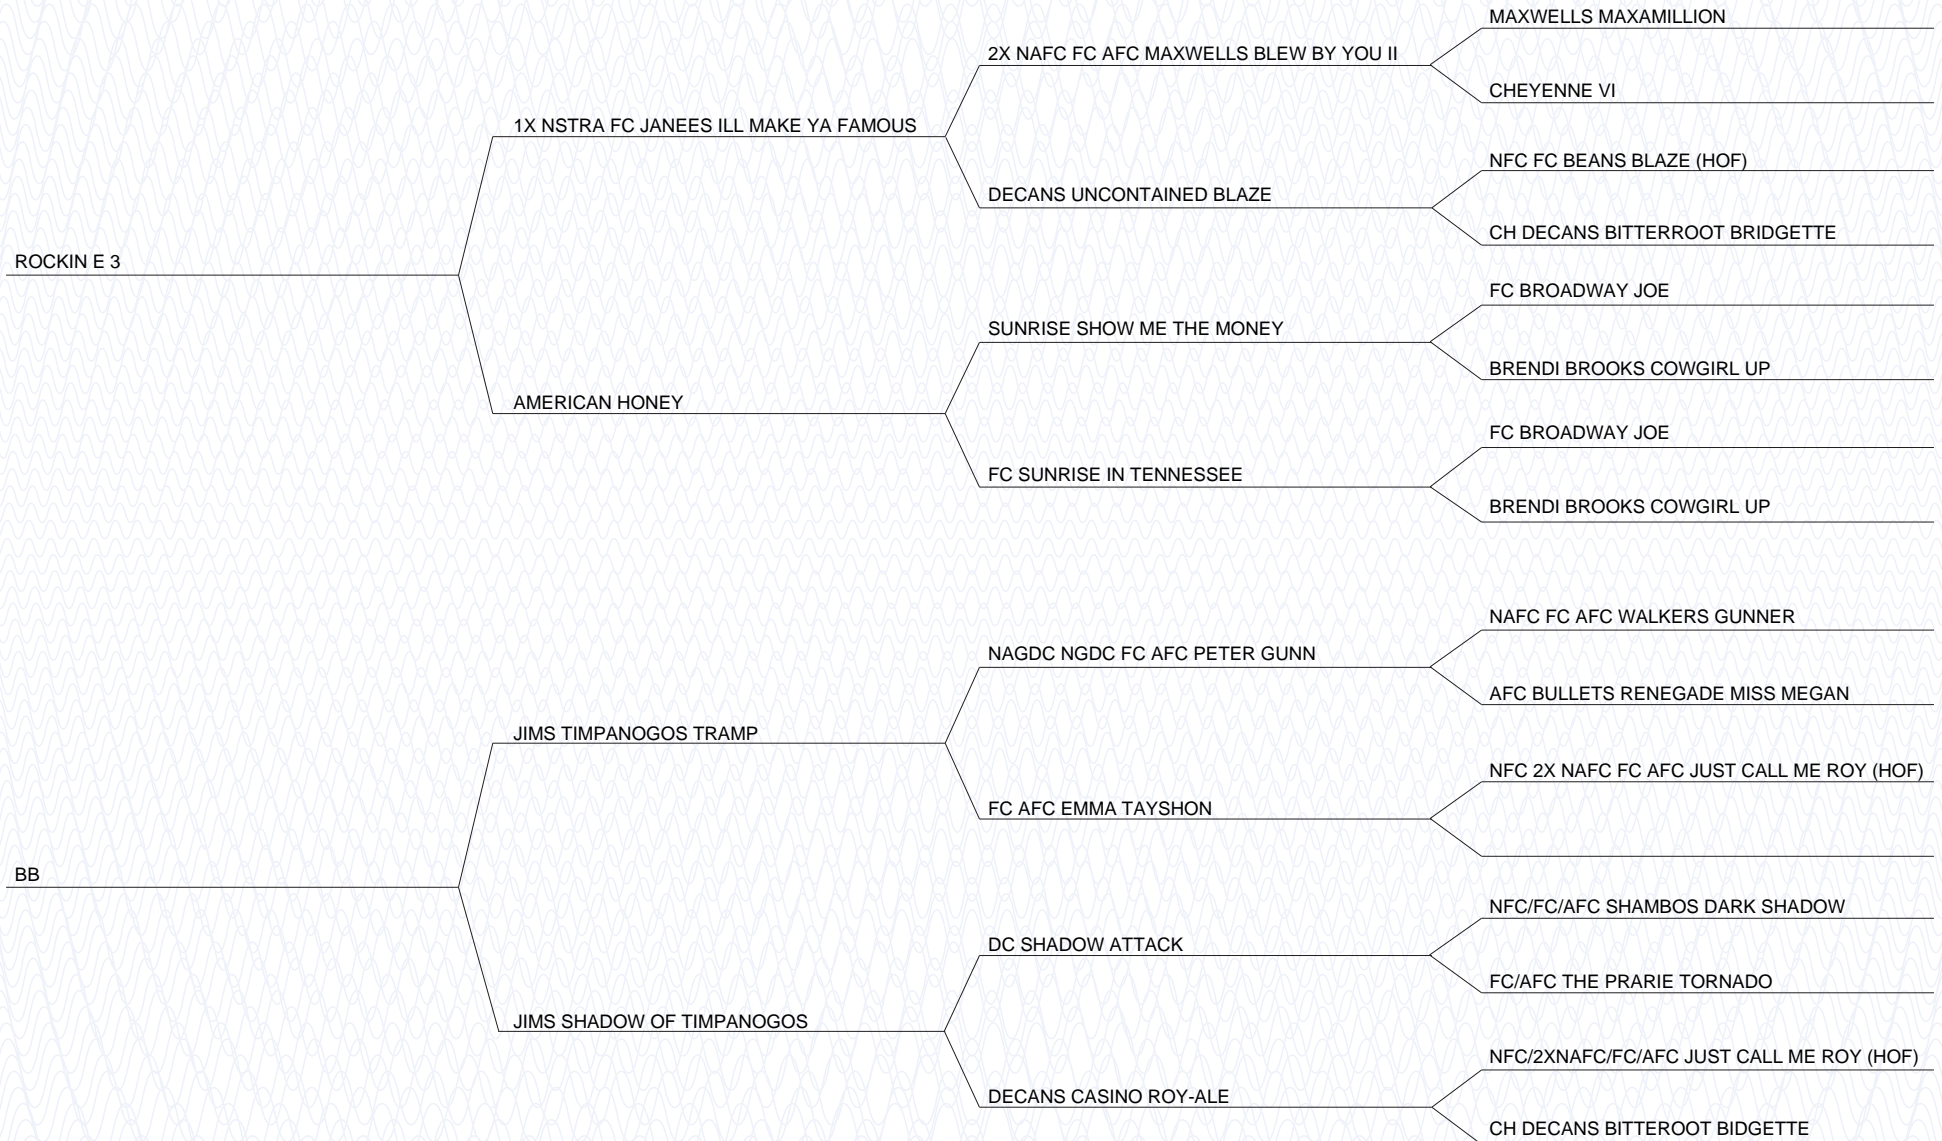 MAXWELLS MAXAMILLION
2X NAFC FC AFC MAXWELLS BLEW BY YOU II
CHEYENNE VI
1X NSTRA FC JANEES ILL MAKE YA FAMOUS
NFC FC BEANS BLAZE (HOF)
DECANS UNCONTAINED BLAZE
CH DECANS BITTERROOT BRIDGETTE
ROCKIN E 3
FC BROADWAY JOE
SUNRISE SHOW ME THE MONEY
BRENDI BROOKS COWGIRL UP
AMERICAN HONEY
FC BROADWAY JOE
FC SUNRISE IN TENNESSEE
BRENDI BROOKS COWGIRL UP
NAFC FC AFC WALKERS GUNNER
NAGDC NGDC FC AFC PETER GUNN
AFC BULLETS RENEGADE MISS MEGAN
JIMS TIMPANOGOS TRAMP
NFC 2X NAFC FC AFC JUST CALL ME ROY (HOF)
FC AFC EMMA TAYSHON
BB
NFC/FC/AFC SHAMBOS DARK SHADOW
DC SHADOW ATTACK
FC/AFC THE PRARIE TORNADO
JIMS SHADOW OF TIMPANOGOS
NFC/2XNAFC/FC/AFC JUST CALL ME ROY (HOF)
DECANS CASINO ROY-ALE
CH DECANS BITTEROOT BIDGETTE